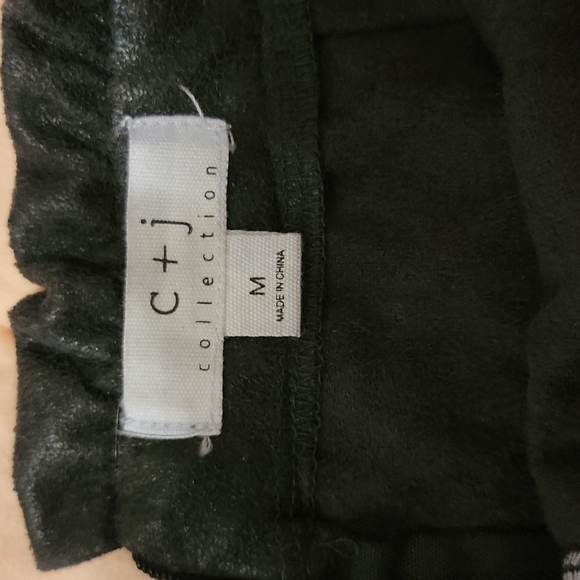 c + j
collection
M
MADE IN CHINA